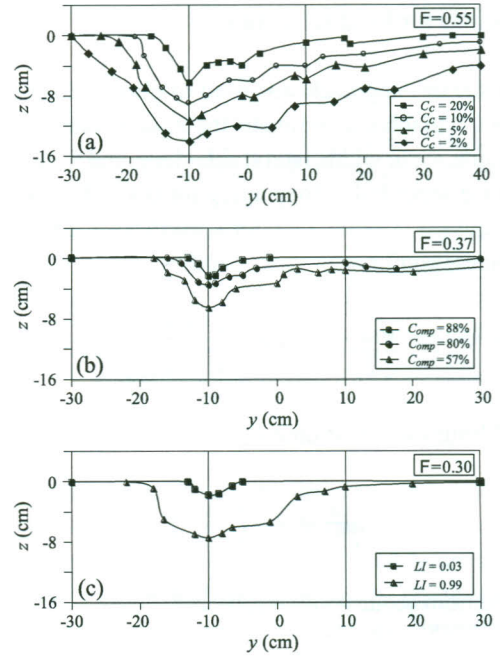 F=0.55
0
-8
-16
z (cm)
(a)
Cc = 20%
Cc = 10%
Cc = 5%
Cc = 2%
-30 -20 -10 -0 10 20 30 40
y (cm)
F=0.37
0
-8
-16
z (cm)
(b)
Comp=88%
Comp=80%
Comp=57%
-30 -20 -10 0 10 20 30
y (cm)
F=0.30
0
-8
-16
z (cm)
(c)
LI = 0.03
LI = 0.99
-30 -20 -10 0 10 20 30
y (cm)